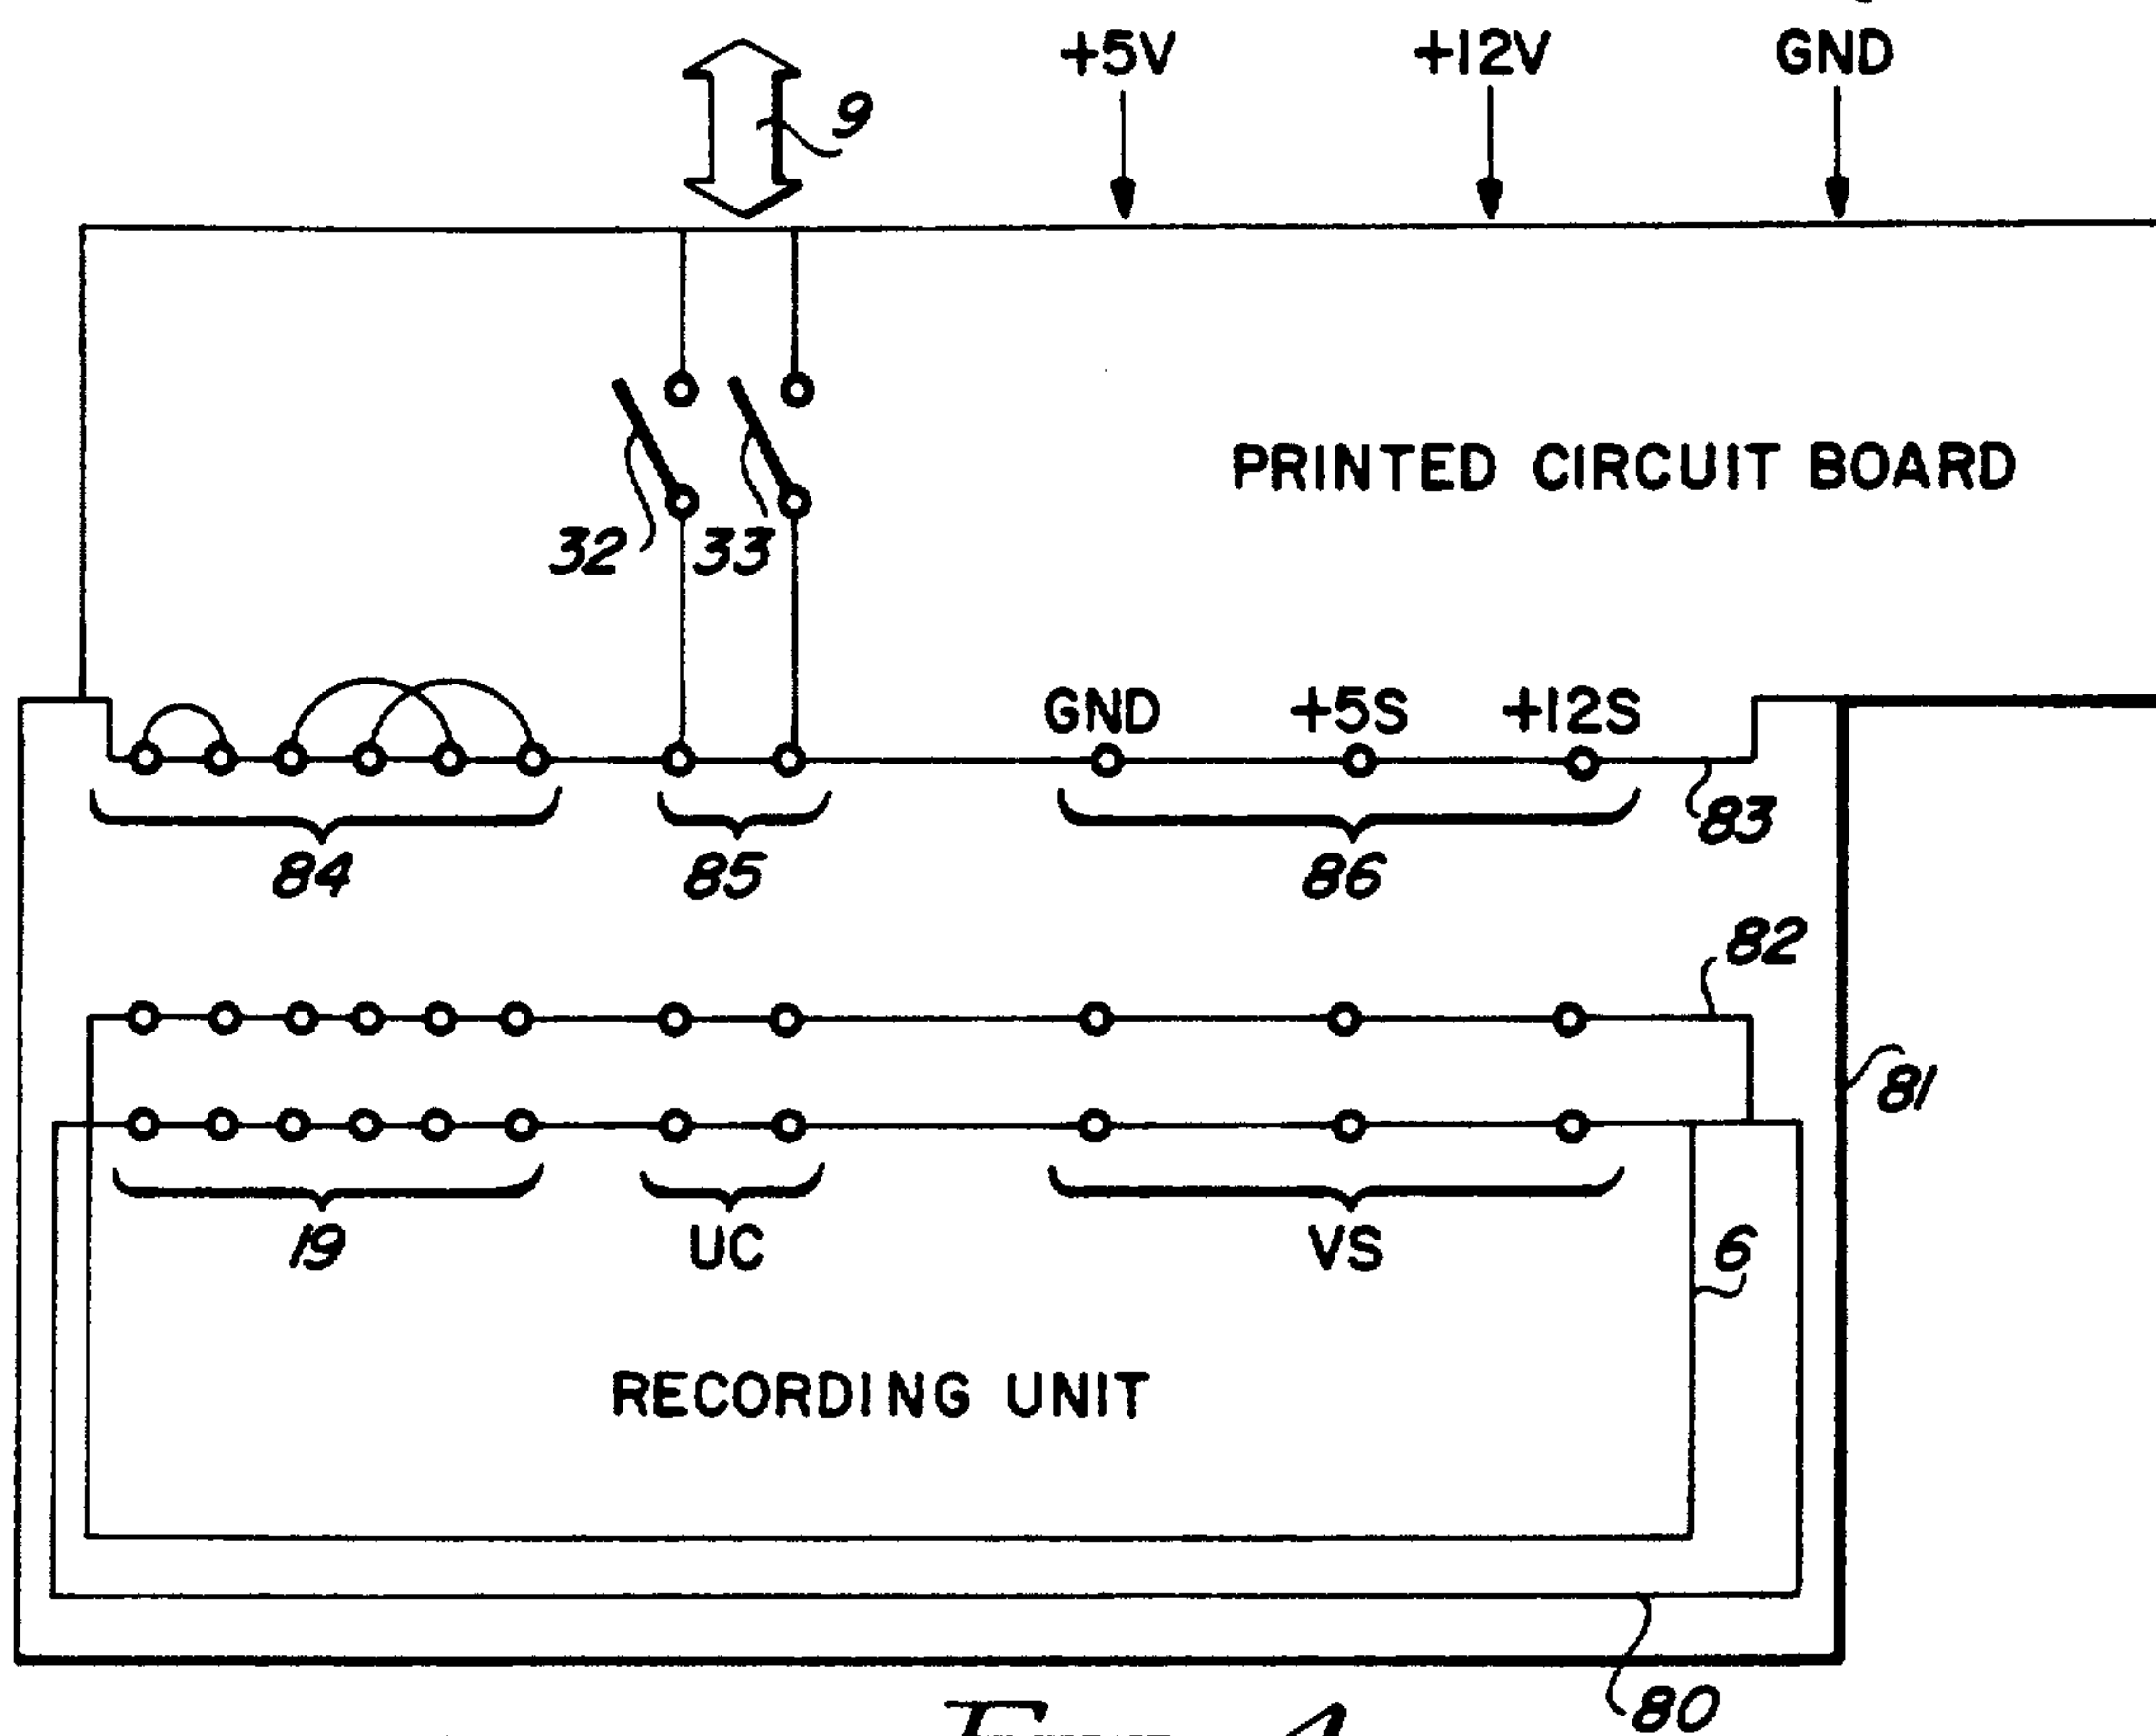 +5V +12V GND
9
PRINTED CIRCUIT BOARD
32 33
GND +5S +12S
83
84 85 86
82
81
19 UC VS
6
RECORDING UNIT
80